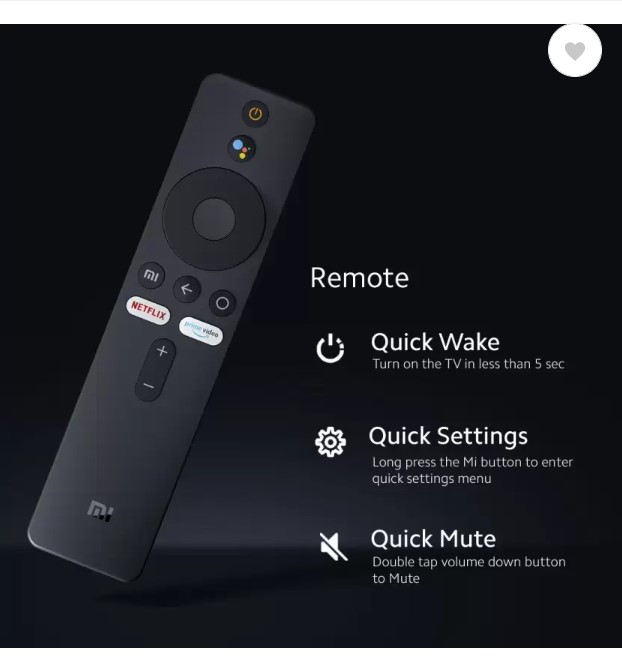 mi
NETFLIX
prime video
+
−
mi
Remote
Quick Wake
Turn on the TV in less than 5 sec
Quick Settings
Long press the Mi button to enter
quick settings menu
Quick Mute
Double tap volume down button
to Mute